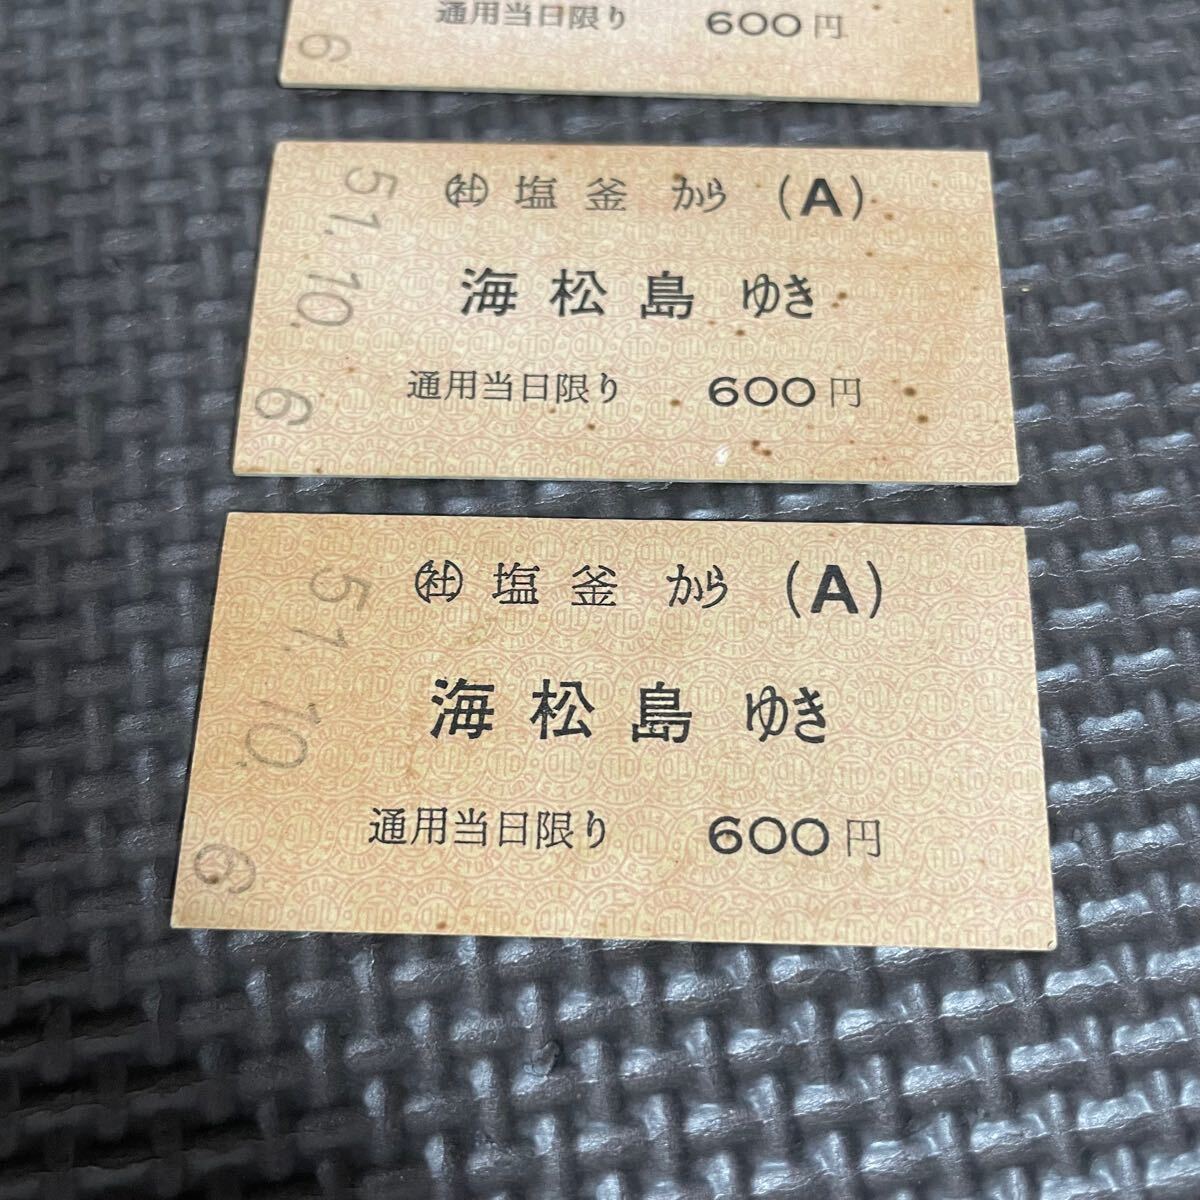 通用当日限り 600円
6
51.10.6
㊓ 塩釜 から (A)
海松島 ゆき
通用当日限り 600円
51.10.6
㊓ 塩釜 から (A)
海松島 ゆき
通用当日限り 600円